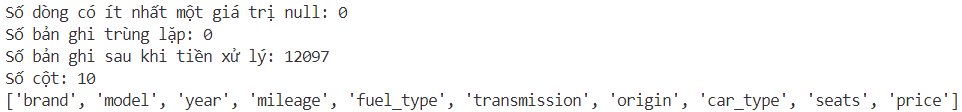 Số dòng có ít nhất một giá trị null: 0
Số bản ghi trùng lặp: 0
Số bản ghi sau khi tiền xử lý: 12097
Số cột: 10
['brand', 'model', 'year', 'mileage', 'fuel_type', 'transmission', 'origin', 'car_type', 'seats', 'price']